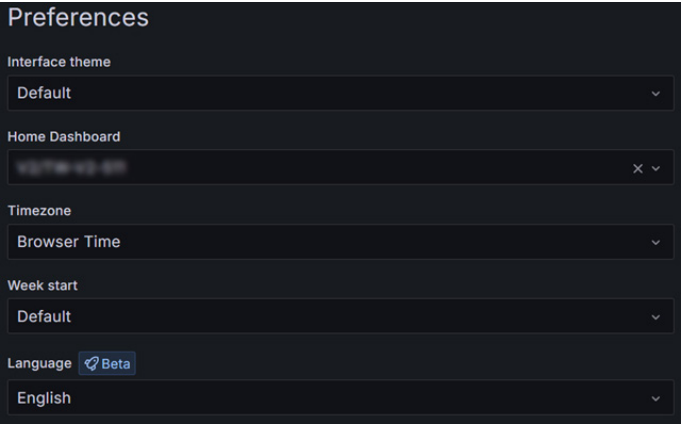 Preferences
Interface theme
Default
Home Dashboard
Timezone
Browser Time
Week start
Default
Language Beta
English